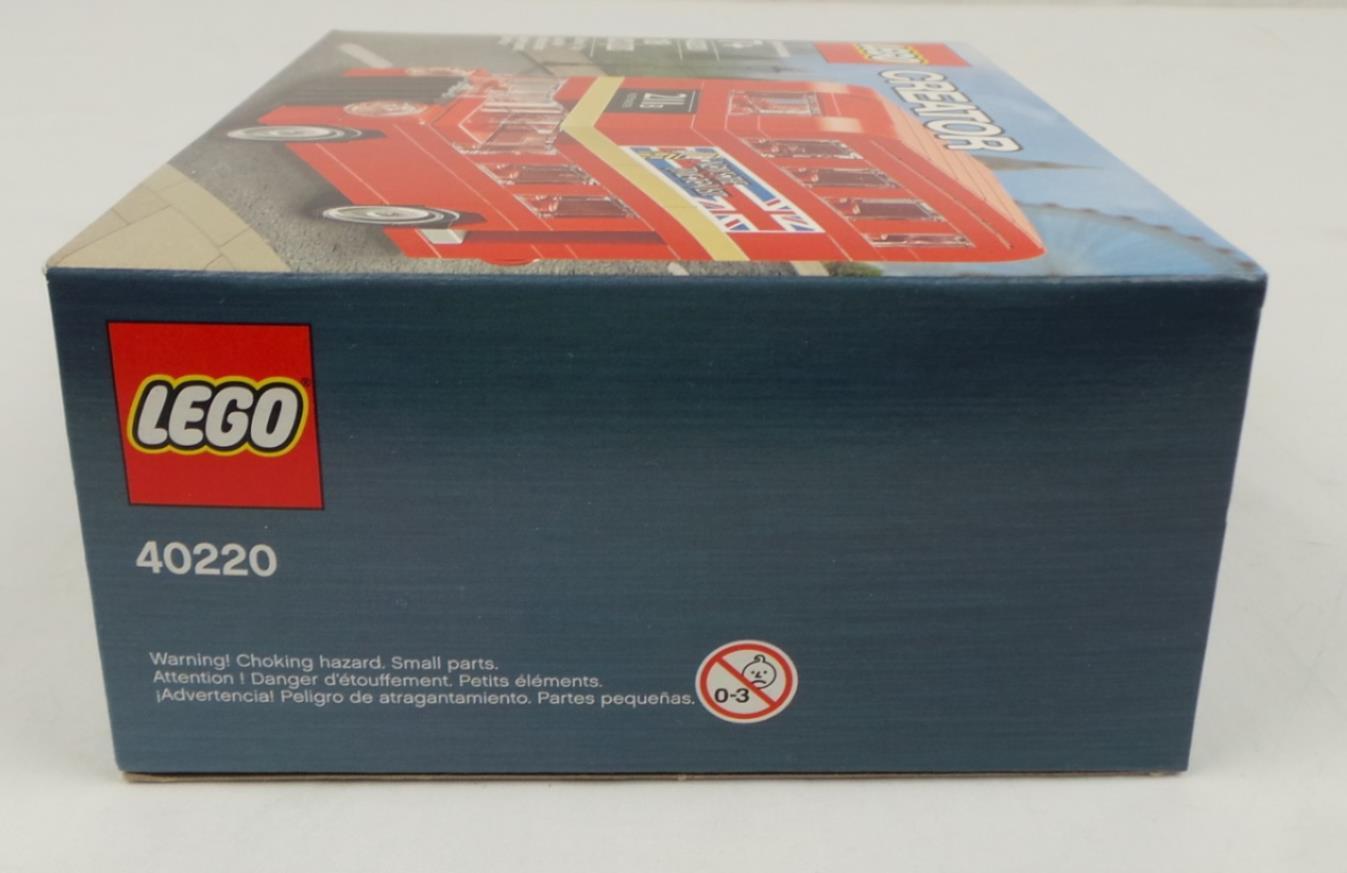 LEGO
CREATOR
LEGO
40220
Warning! Choking hazard. Small parts.
Attention ! Danger d'étouffement. Petits éléments.
¡Advertencia! Peligro de atragantamiento. Partes pequeñas.
0-3